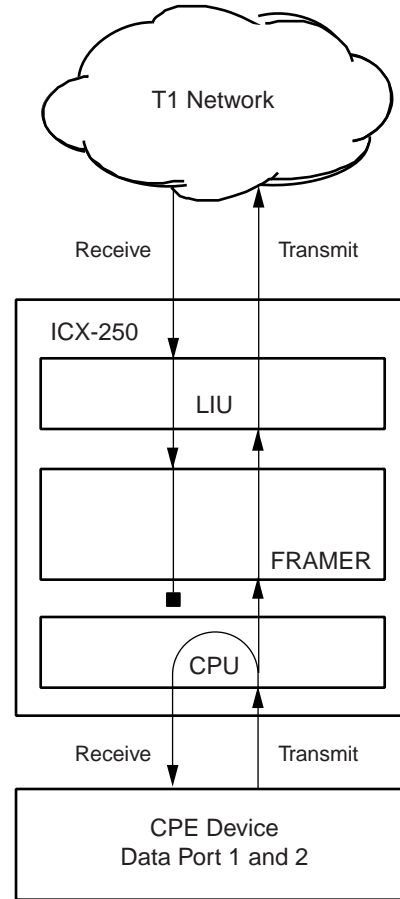 T1 Network
Receive
Transmit
ICX-250
LIU
FRAMER
CPU
Receive
Transmit
CPE Device
Data Port 1 and 2